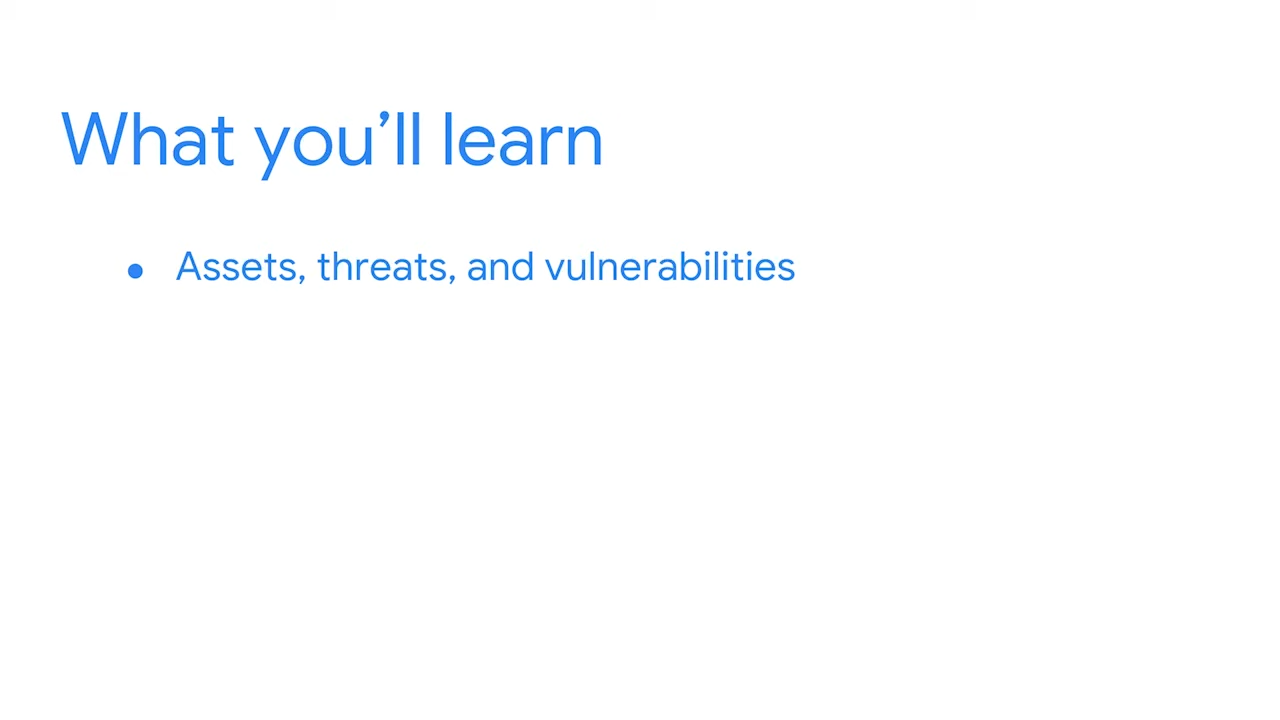 What you’ll learn
● Assets, threats, and vulnerabilities